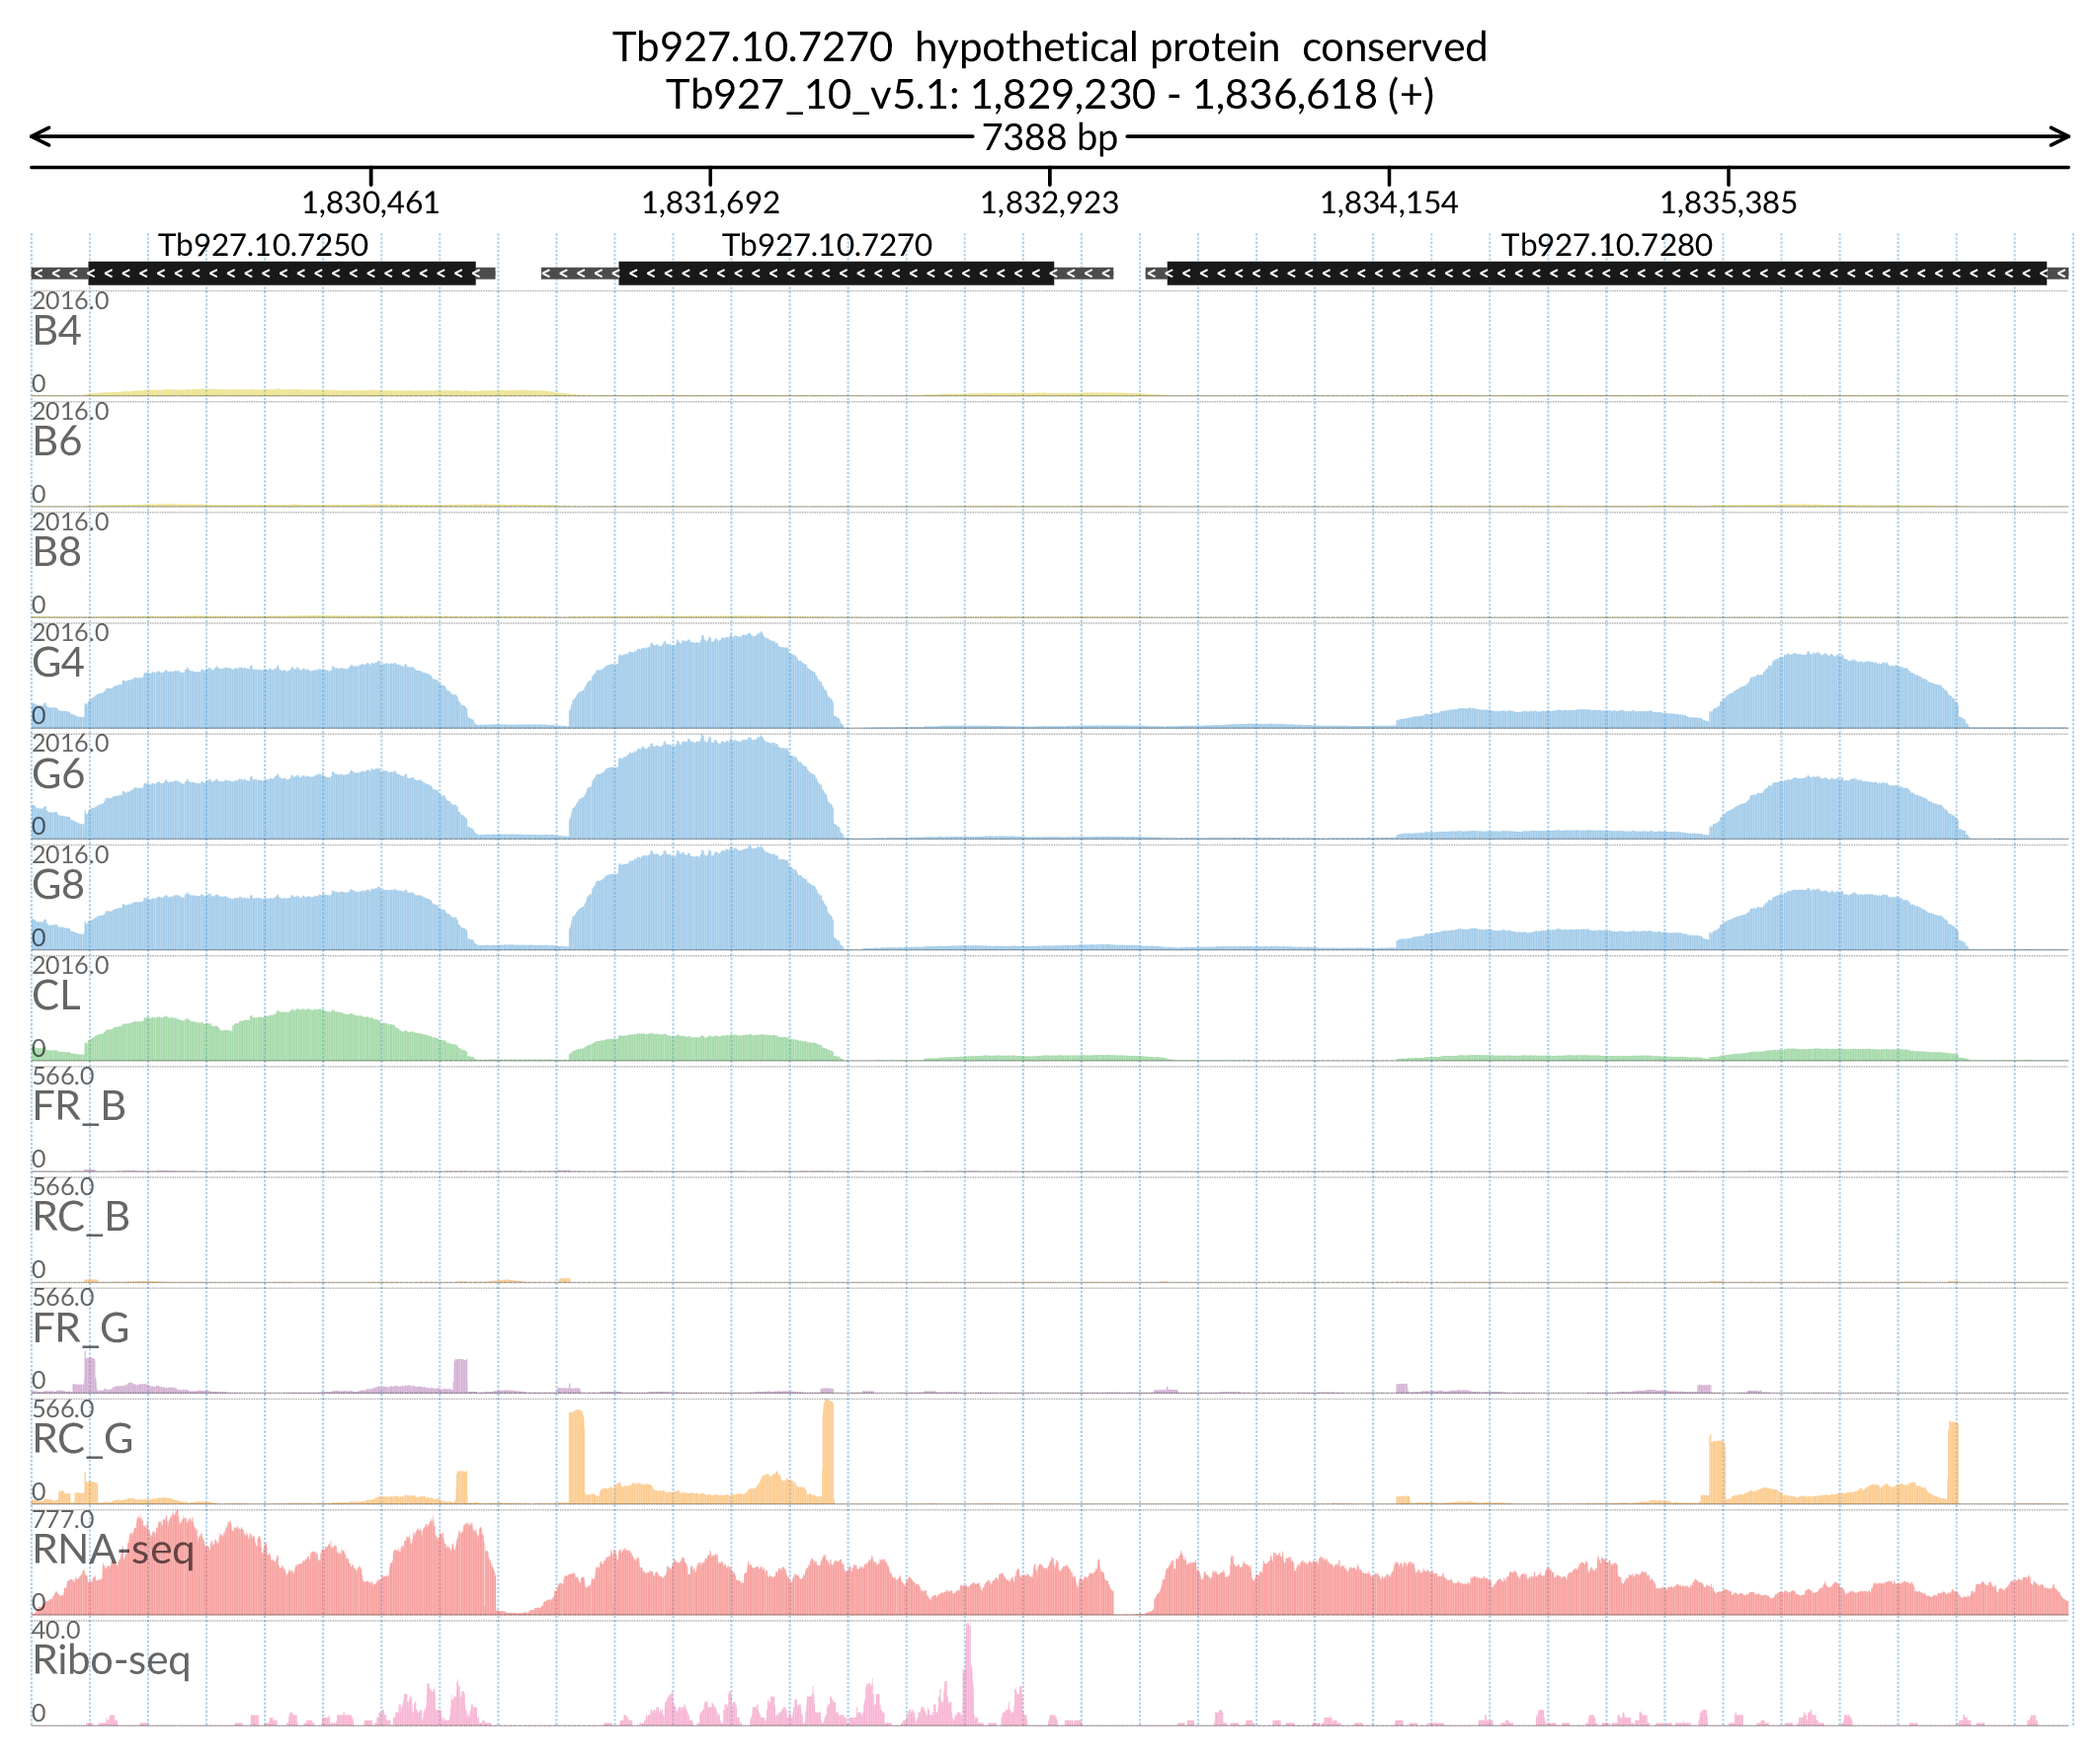 Tb927.10.7270 hypothetical protein conserved
Tb927_10_v5.1: 1,829,230 - 1,836,618 (+)
7388 bp
1,830,461 1,831,692 1,832,923 1,834,154 1,835,385
Tb927.10.7250 Tb927.10.7270 Tb927.10.7280
2016.0
B4
0
2016.0
B6
0
2016.0
B8
0
2016.0
G4
0
2016.0
G6
0
2016.0
G8
0
2016.0
CL
0
566.0
FR_B
0
566.0
RC_B
0
566.0
FR_G
0
566.0
RC_G
0
777.0
RNA-seq
0
40.0
Ribo-seq
0